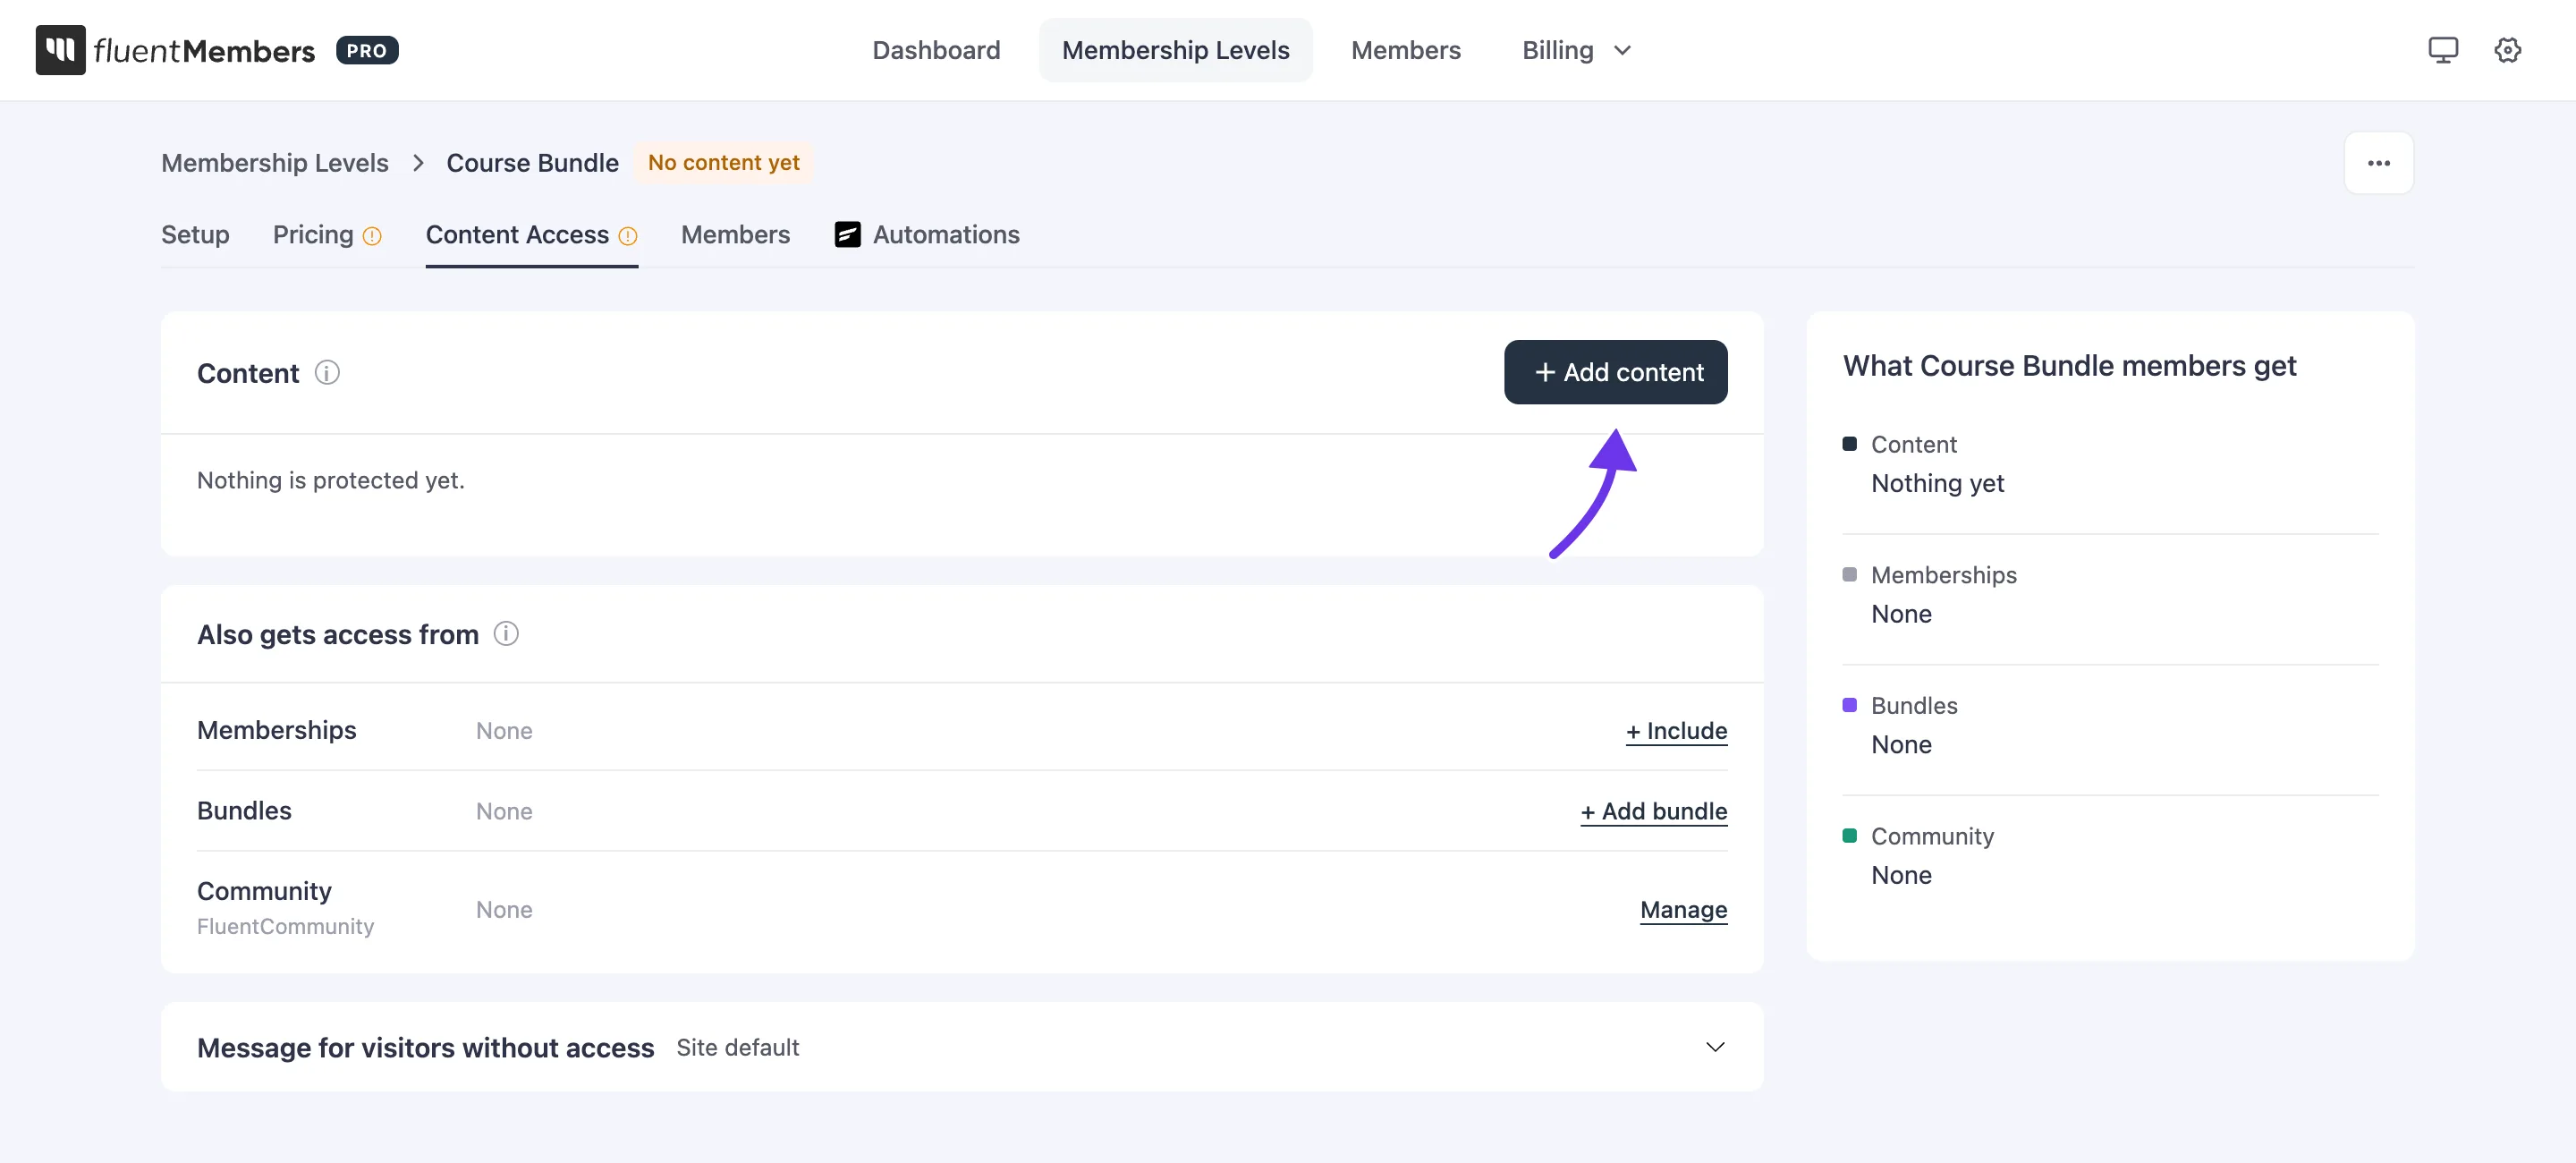 fluentMembers PRO
Dashboard Membership Levels Members Billing
Membership Levels > Course Bundle No content yet
Setup Pricing Content Access Members Automations
Content
+ Add content
Nothing is protected yet.
Also gets access from
Memberships None + Include
Bundles None + Add bundle
Community
FluentCommunity
None
Manage
Message for visitors without access Site default
What Course Bundle members get
Content
Nothing yet
Memberships
None
Bundles
None
Community
None